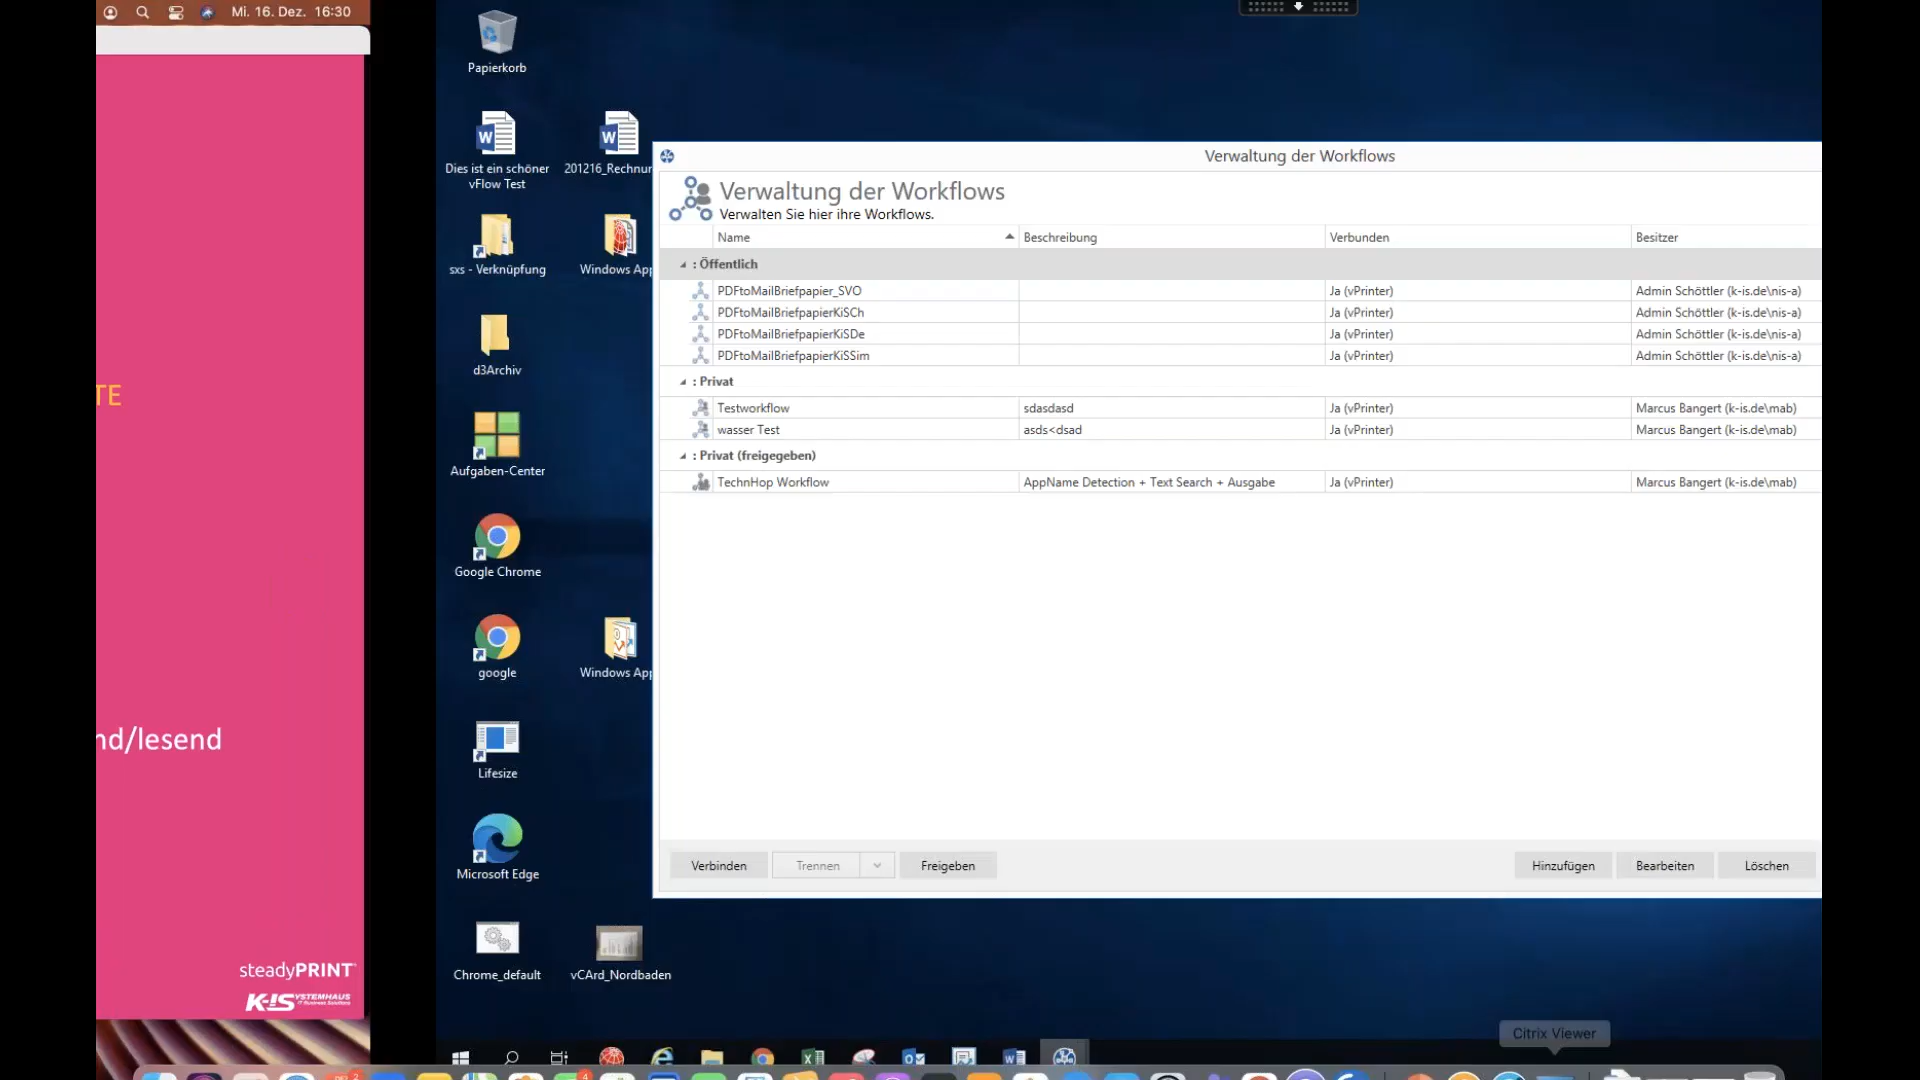 Mi. 16. Dez. 16:30
TE
nd/lesend
steadyPRINT
K-iSYSTEMHAUS
Papierkorb
Dies ist ein schöner
vFlow Test
201216_Rechnun
sxs - Verknüpfung
Windows App
d3Archiv
Aufgaben-Center
Google Chrome
google
Windows App
Lifesize
Microsoft Edge
Chrome_default
vCArd_Nordbaden
Verwaltung der Workflows
Verwaltung der Workflows
Verwalten Sie hier ihre Workflows.
Name Beschreibung Verbunden Besitzer
: Öffentlich
PDFtoMailBriefpapier_SVO Ja (vPrinter) Admin Schöttler (k-is.de\nis-a)
PDFtoMailBriefpapierKiSCh Ja (vPrinter) Admin Schöttler (k-is.de\nis-a)
PDFtoMailBriefpapierKiSDe Ja (vPrinter) Admin Schöttler (k-is.de\nis-a)
PDFtoMailBriefpapierKiSSim Ja (vPrinter) Admin Schöttler (k-is.de\nis-a)
: Privat
Testworkflow sdasdasd Ja (vPrinter) Marcus Bangert (k-is.de\mab)
wasser Test asds<dsad Ja (vPrinter) Marcus Bangert (k-is.de\mab)
: Privat (freigegeben)
TechnHop Workflow AppName Detection + Text Search + Ausgabe Ja (vPrinter) Marcus Bangert (k-is.de\mab)
Verbinden Trennen Freigeben Hinzufügen Bearbeiten Löschen
Citrix Viewer